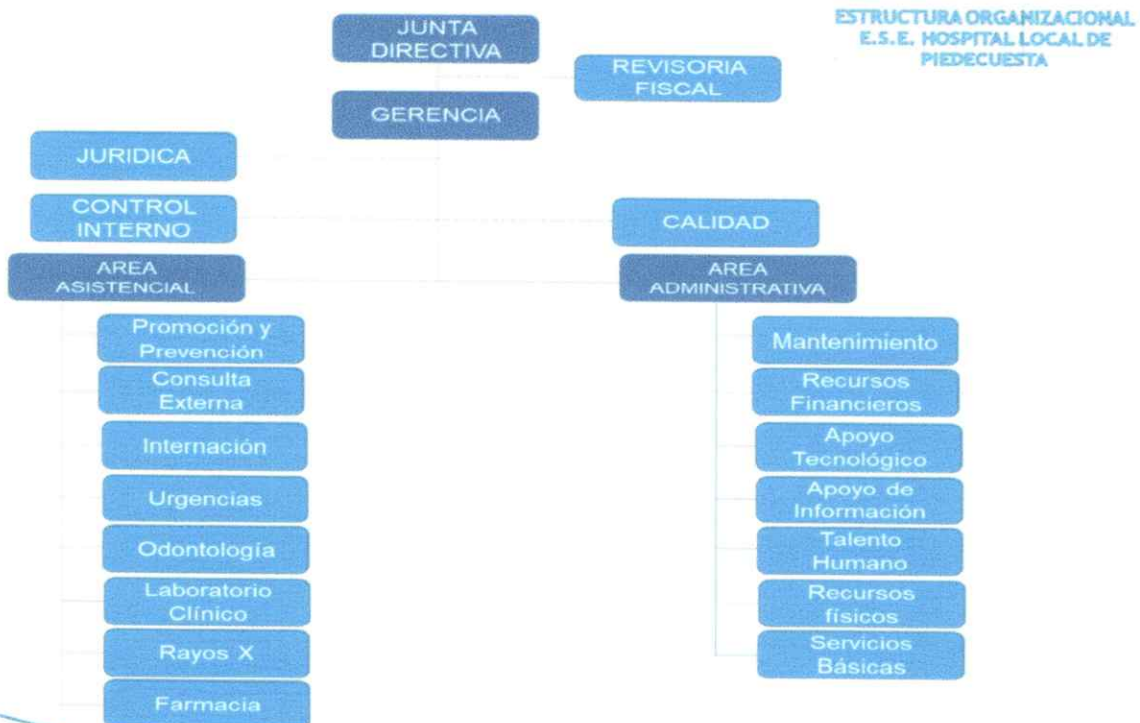 ESTRUCTURA ORGANIZACIONAL
E.S.E. HOSPITAL LOCAL DE
PIEDECUESTA
JUNTA
DIRECTIVA
REVISORIA
FISCAL
GERENCIA
JURIDICA
CONTROL
INTERNO
CALIDAD
AREA
ASISTENCIAL
AREA
ADMINISTRATIVA
Promoción y
Prevención
Consulta
Externa
Internación
Urgencias
Odontología
Laboratorio
Clínico
Rayos X
Farmacia
Mantenimiento
Recursos
Financieros
Apoyo
Tecnológico
Apoyo de
Información
Talento
Humano
Recursos
físicos
Servicios
Básicas